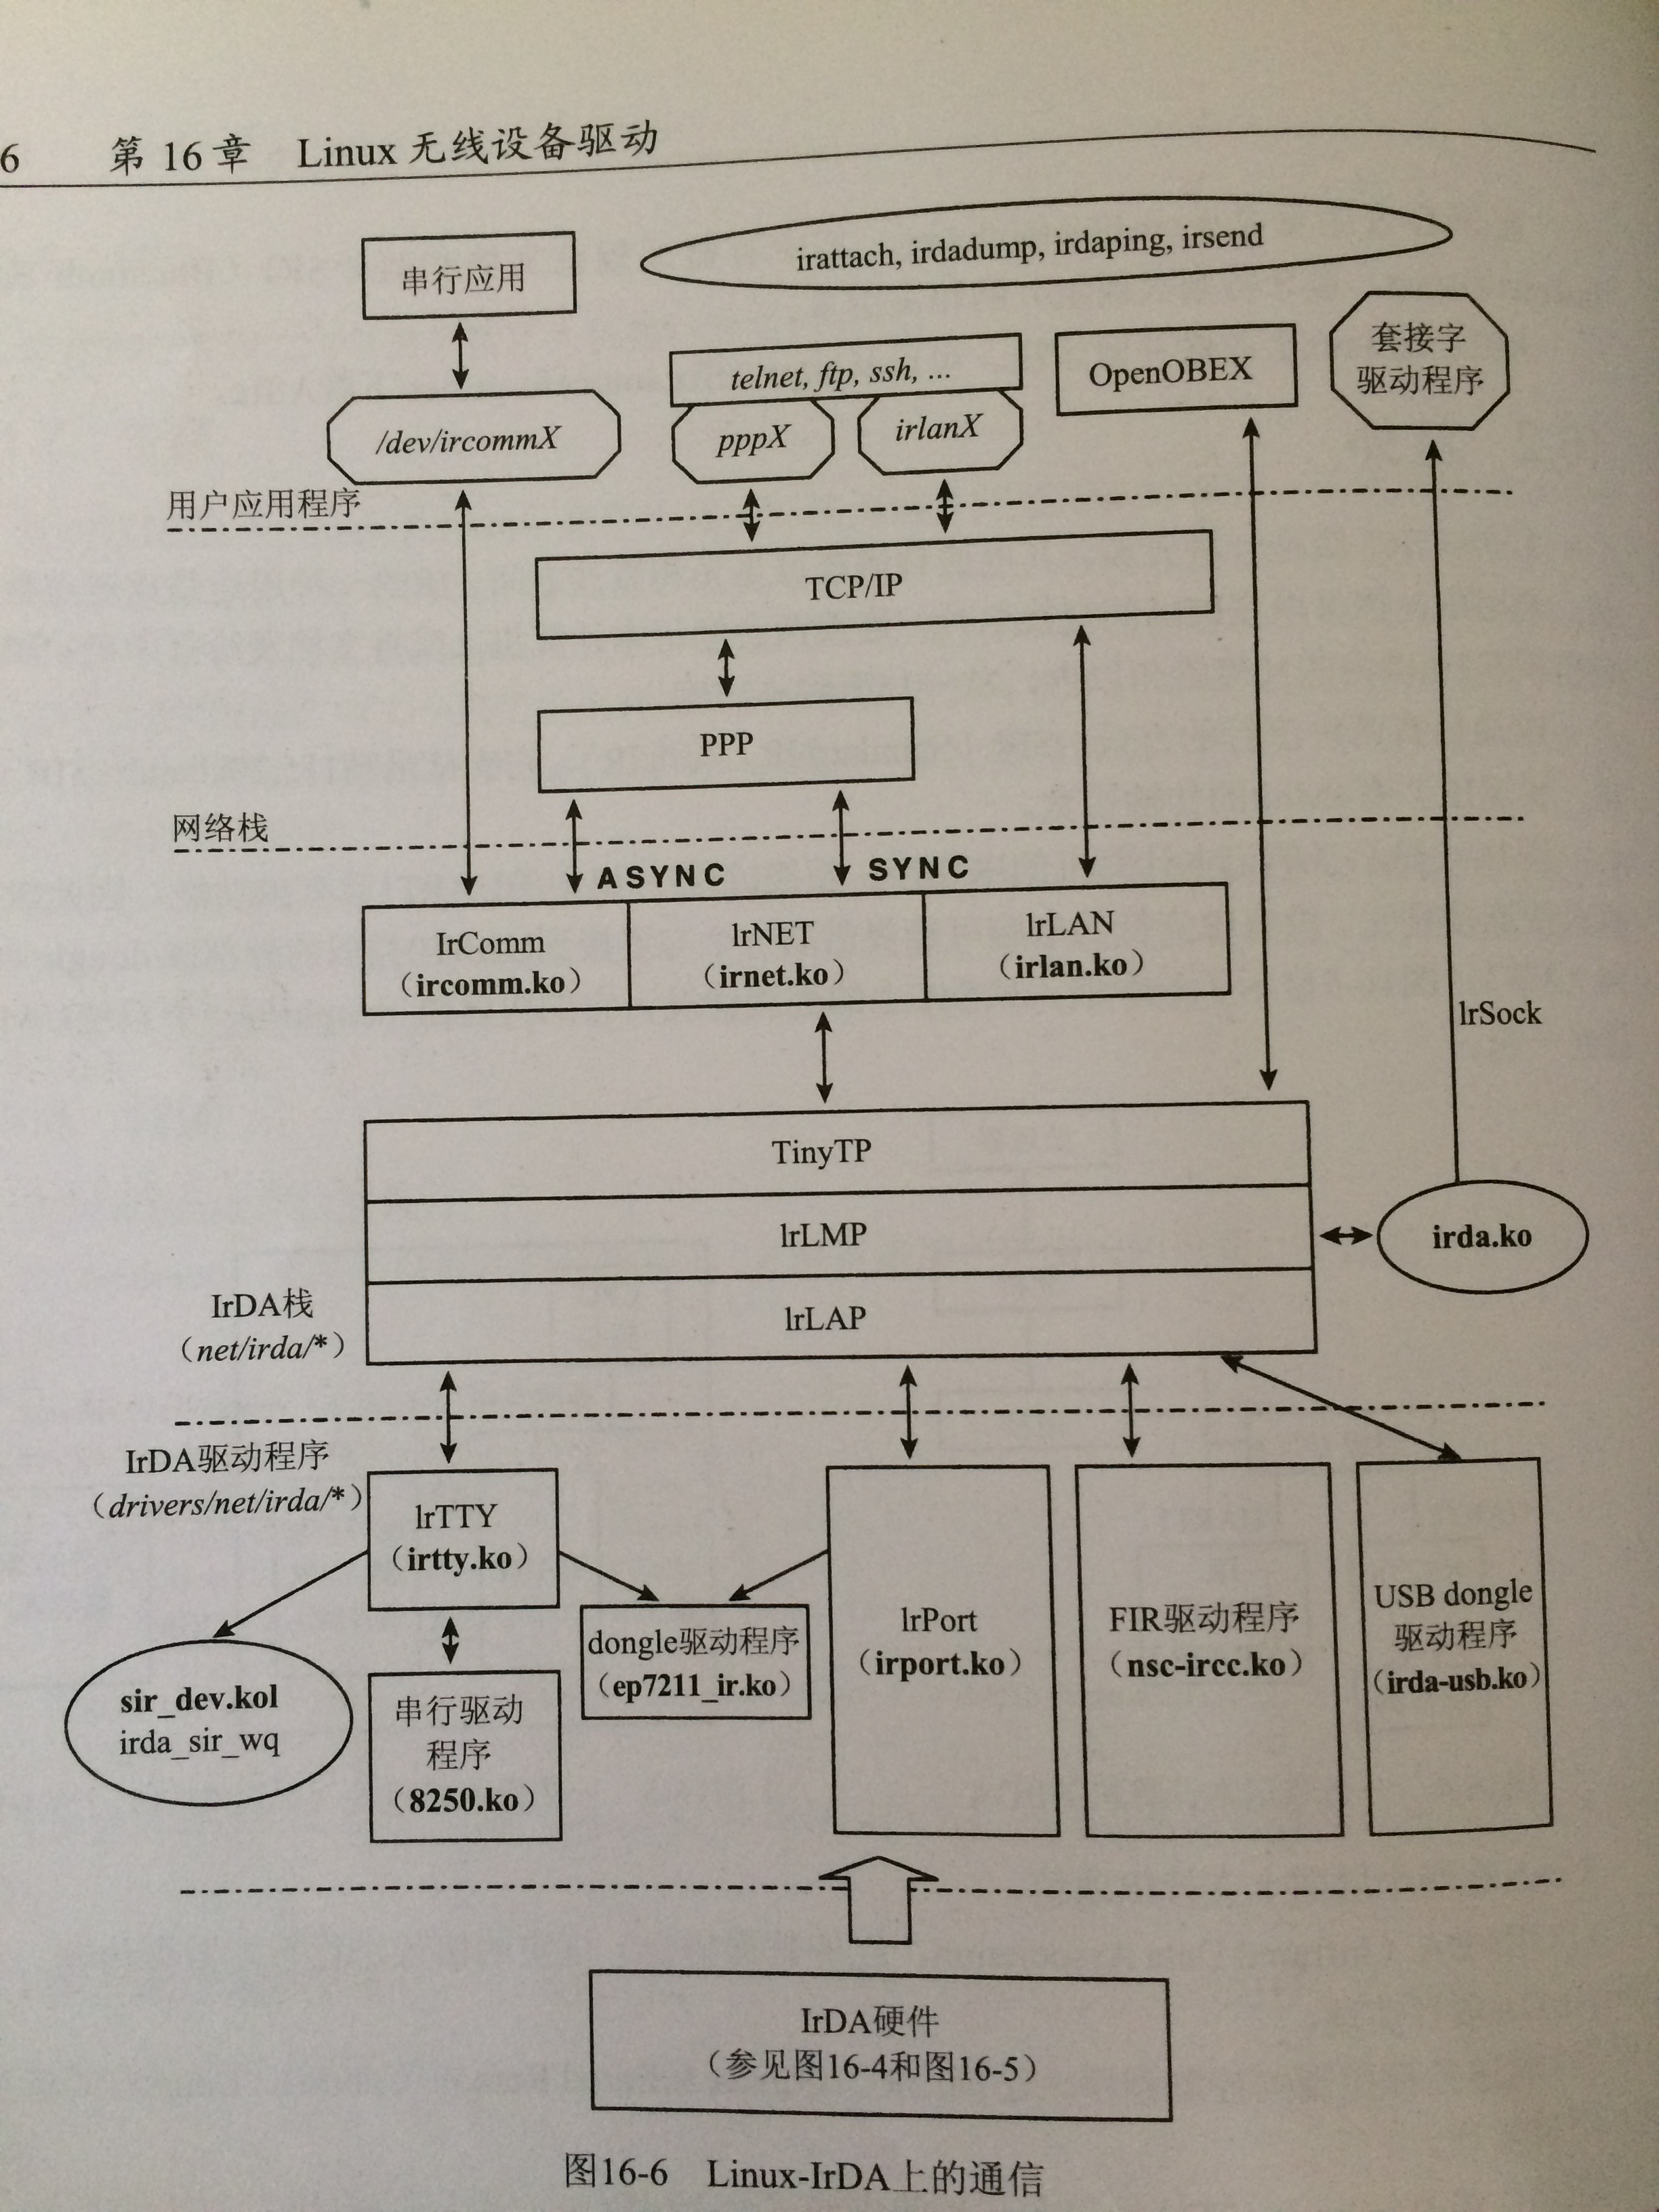 6 第 16 章 Linux 无线设备驱动
irattach, irdadump, irdaping, irsend
串行应用
套接字
驱动程序
telnet, ftp, ssh, ...
OpenOBEX
/dev/ircommX
pppX
irlanX
用户应用程序
TCP/IP
PPP
网络栈
ASYNC
SYNC
IrComm
（ircomm.ko）
lrNET
（irnet.ko）
lrLAN
（irlan.ko）
lrSock
TinyTP
lrLMP
irda.ko
lrLAP
IrDA栈
（net/irda/*）
IrDA驱动程序
（drivers/net/irda/*）
lrTTY
（irtty.ko）
dongle驱动程序
（ep7211_ir.ko）
lrPort
（irport.ko）
FIR驱动程序
（nsc-ircc.ko）
USB dongle
驱动程序
（irda-usb.ko）
sir_dev.kol
irda_sir_wq
串行驱动
程序
（8250.ko）
IrDA硬件
（参见图16-4和图16-5）
图16-6 Linux-IrDA上的通信